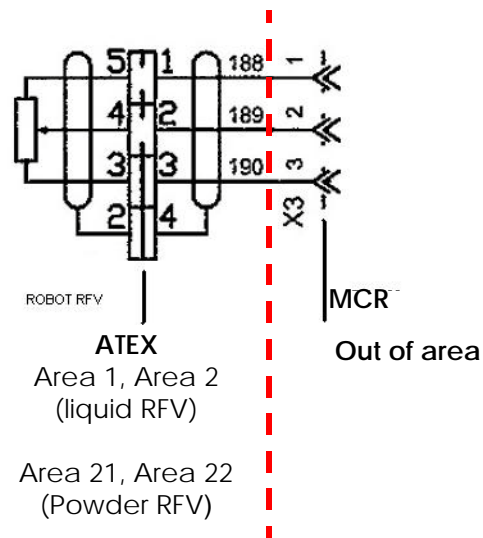 5 1 188 1
4 2 189 2
3 3 190 3
2 4 X3
ROBOT RFV
MCR
ATEX
Out of area
Area 1, Area 2
(liquid RFV)
Area 21, Area 22
(Powder RFV)